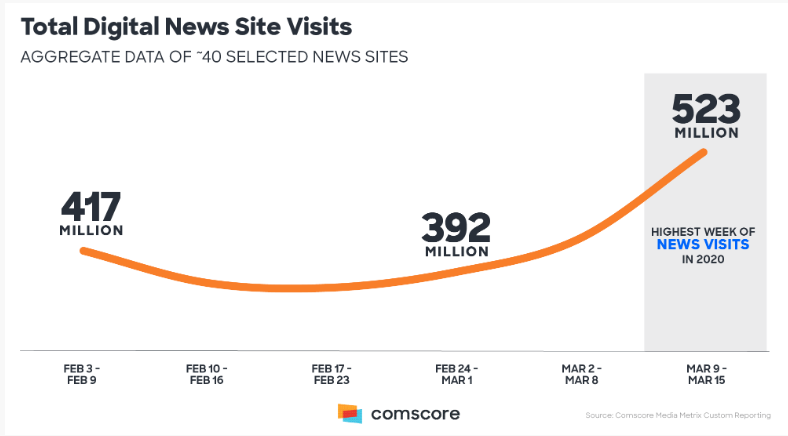 Total Digital News Site Visits
AGGREGATE DATA OF ~40 SELECTED NEWS SITES
417
MILLION
392
MILLION
523
MILLION
HIGHEST WEEK OF
NEWS VISITS
IN 2020
FEB 3 -
FEB 9
FEB 10 -
FEB 16
FEB 17 -
FEB 23
FEB 24 -
MAR 1
MAR 2 -
MAR 8
MAR 9 -
MAR 15
comscore
Source: Comscore Media Metrix Custom Reporting